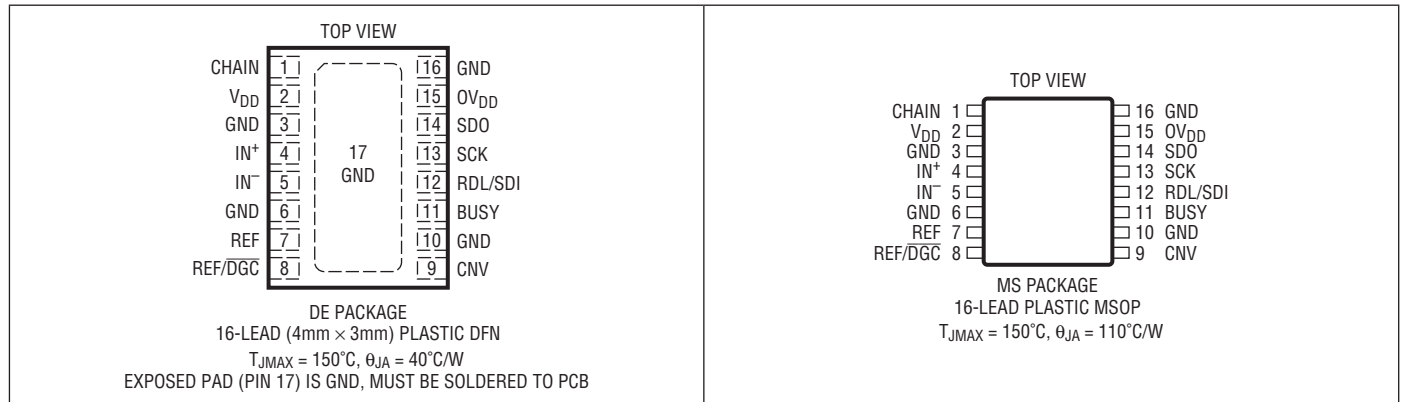 TOP VIEW
CHAIN 1 16 GND
VDD 2 15 OVDD
GND 3 14 SDO
IN+ 4 17 13 SCK
IN– 5 GND 12 RDL/SDI
GND 6 11 BUSY
REF 7 10 GND
REF/DGC 8 9 CNV
DE PACKAGE
16-LEAD (4mm × 3mm) PLASTIC DFN
TJMAX = 150°C, θJA = 40°C/W
EXPOSED PAD (PIN 17) IS GND, MUST BE SOLDERED TO PCB
TOP VIEW
CHAIN 1 16 GND
VDD 2 15 OVDD
GND 3 14 SDO
IN+ 4 13 SCK
IN– 5 12 RDL/SDI
GND 6 11 BUSY
REF 7 10 GND
REF/DGC 8 9 CNV
MS PACKAGE
16-LEAD PLASTIC MSOP
TJMAX = 150°C, θJA = 110°C/W